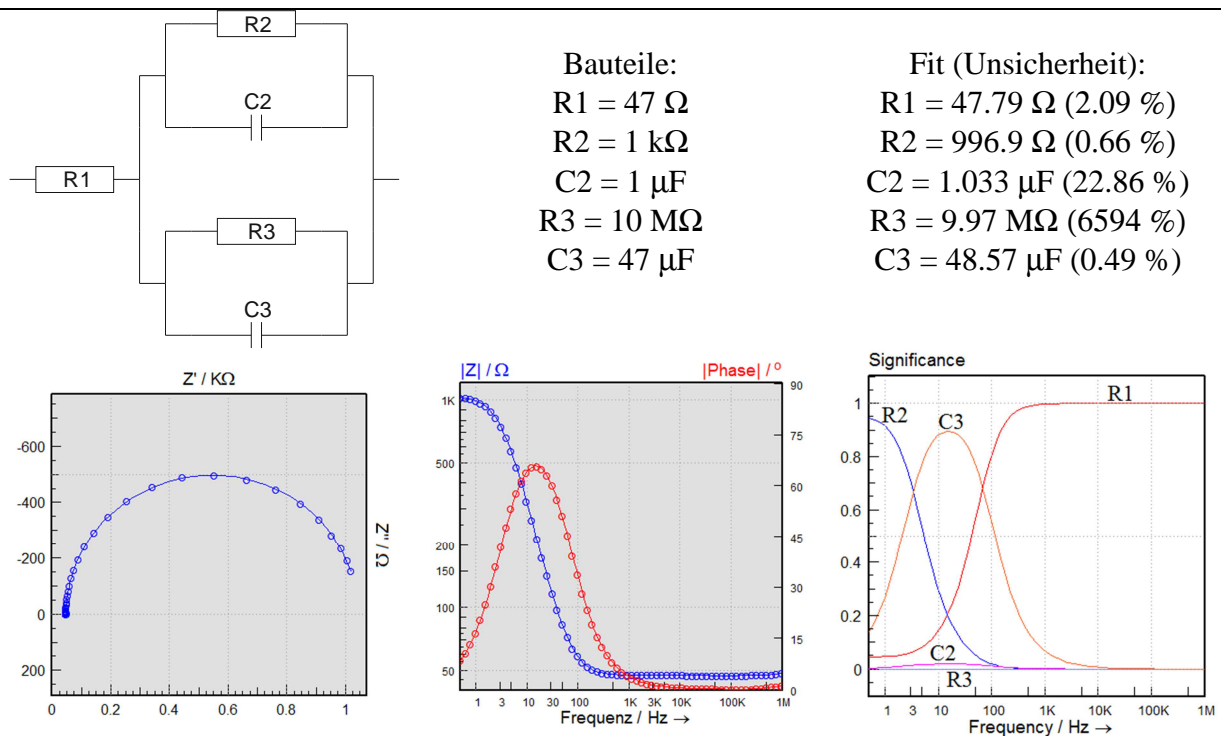 R2
C2
R1
R3
C3
Bauteile:
R1 = 47 Ω
R2 = 1 kΩ
C2 = 1 μF
R3 = 10 MΩ
C3 = 47 μF
Fit (Unsicherheit):
R1 = 47.79 Ω (2.09 %)
R2 = 996.9 Ω (0.66 %)
C2 = 1.033 μF (22.86 %)
R3 = 9.97 MΩ (6594 %)
C3 = 48.57 μF (0.49 %)
Z' / KΩ
-600
-400
-200
0
200
0 0.2 0.4 0.6 0.8 1
Z" / Ω
|Z| / Ω |Phase| / °
1K
500
200
150
100
50
90
75
60
45
30
15
0
1 3 10 30 100 1K 3K 10K 100K 1M
Frequenz / Hz →
Significance
1
0.8
0.6
0.4
0.2
0
R2
C3
R1
C2
R3
1 3 10 100 1K 10K 100K 1M
Frequency / Hz →